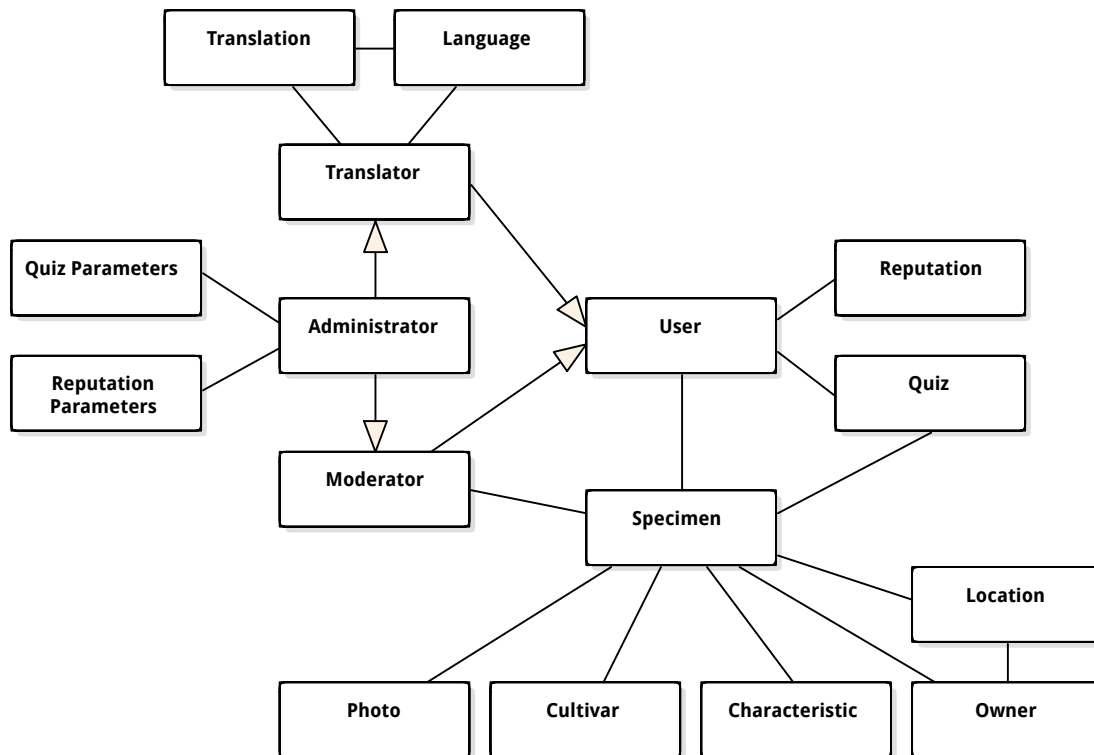 Translation
Language
Translator
Quiz Parameters
Reputation
Administrator
User
Reputation
Parameters
Quiz
Moderator
Specimen
Location
Photo
Cultivar
Characteristic
Owner